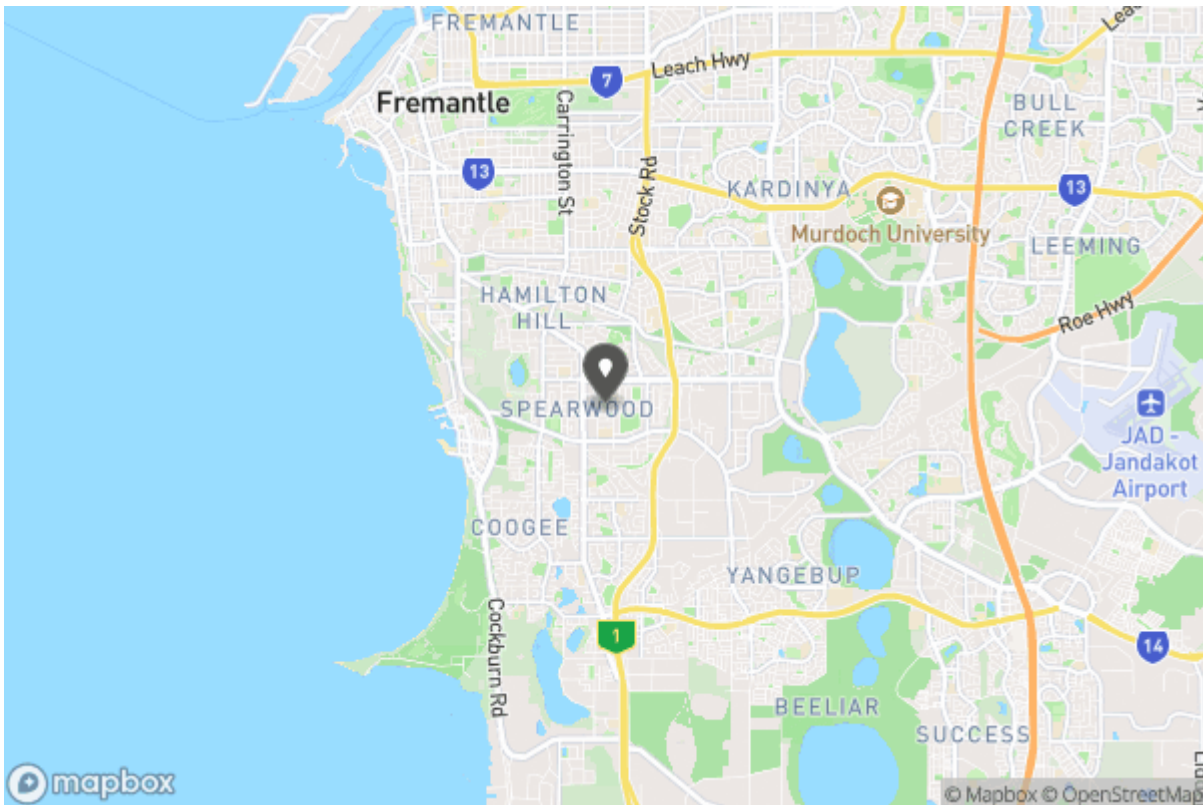 FREMANTLE
Leach Hwy
7
Fremantle
Carrington St
BULL
CREEK
13
Stock Rd
KARDINYA
13
Murdoch University
LEEMING
HAMILTON
HILL
Roe Hwy
SPEARWOOD
JAD -
Jandakot
Airport
COOGEE
YANGEBUP
Cockburn Rd
1
14
BEELIAR
SUCCESS
mapbox
© Mapbox © OpenStreetMap